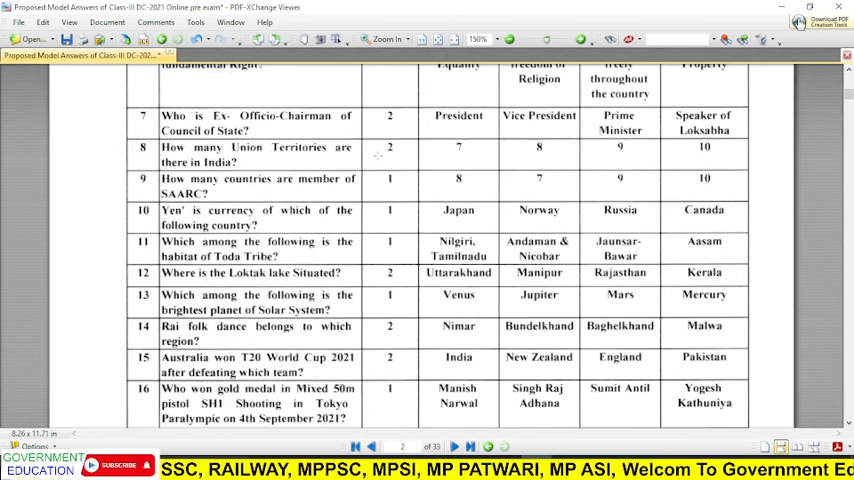 Proposed Model Answers of Class-III DC-2021 Online pre exam* - PDF-XChange Viewer
File Edit View Document Comments Tools Window Help
Download PDF
Creation Tools
Open... OCR Zoom In 150%
Proposed Model Answers of Class-III DC-202...
fundamental Right? Equality freedom of freely Property
Religion throughout
the country
7 Who is Ex- Officio-Chairman of 2 President Vice President Prime Speaker of
Council of State? Minister Loksabha
8 How many Union Territories are 2 7 8 9 10
there in India?
9 How many countries are member of 1 8 7 9 10
SAARC?
10 Yen' is currency of which of the 1 Japan Norway Russia Canada
following country?
11 Which among the following is the 1 Nilgiri, Andaman & Jaunsar- Aasam
habitat of Toda Tribe? Tamilnadu Nicobar Bawar
12 Where is the Loktak lake Situated? 2 Uttarakhand Manipur Rajasthan Kerala
13 Which among the following is the 1 Venus Jupiter Mars Mercury
brightest planet of Solar System?
14 Rai folk dance belongs to which 2 Nimar Bundelkhand Baghelkhand Malwa
region?
15 Australia won T20 World Cup 2021 2 India New Zealand England Pakistan
after defeating which team?
16 Who won gold medal in Mixed 50m 1 Manish Singh Raj Sumit Antil Yogesh
pistol SH1 Shooting in Tokyo Narwal Adhana Kathuniya
Paralympic on 4th September 2021?
8.26 x 11.71 in
Options 2 of 33
GOVERNMENT
EDUCATION
SUBSCRIBE
SSC, RAILWAY, MPPSC, MPSI, MP PATWARI, MP ASI, Welcom To Government Ed